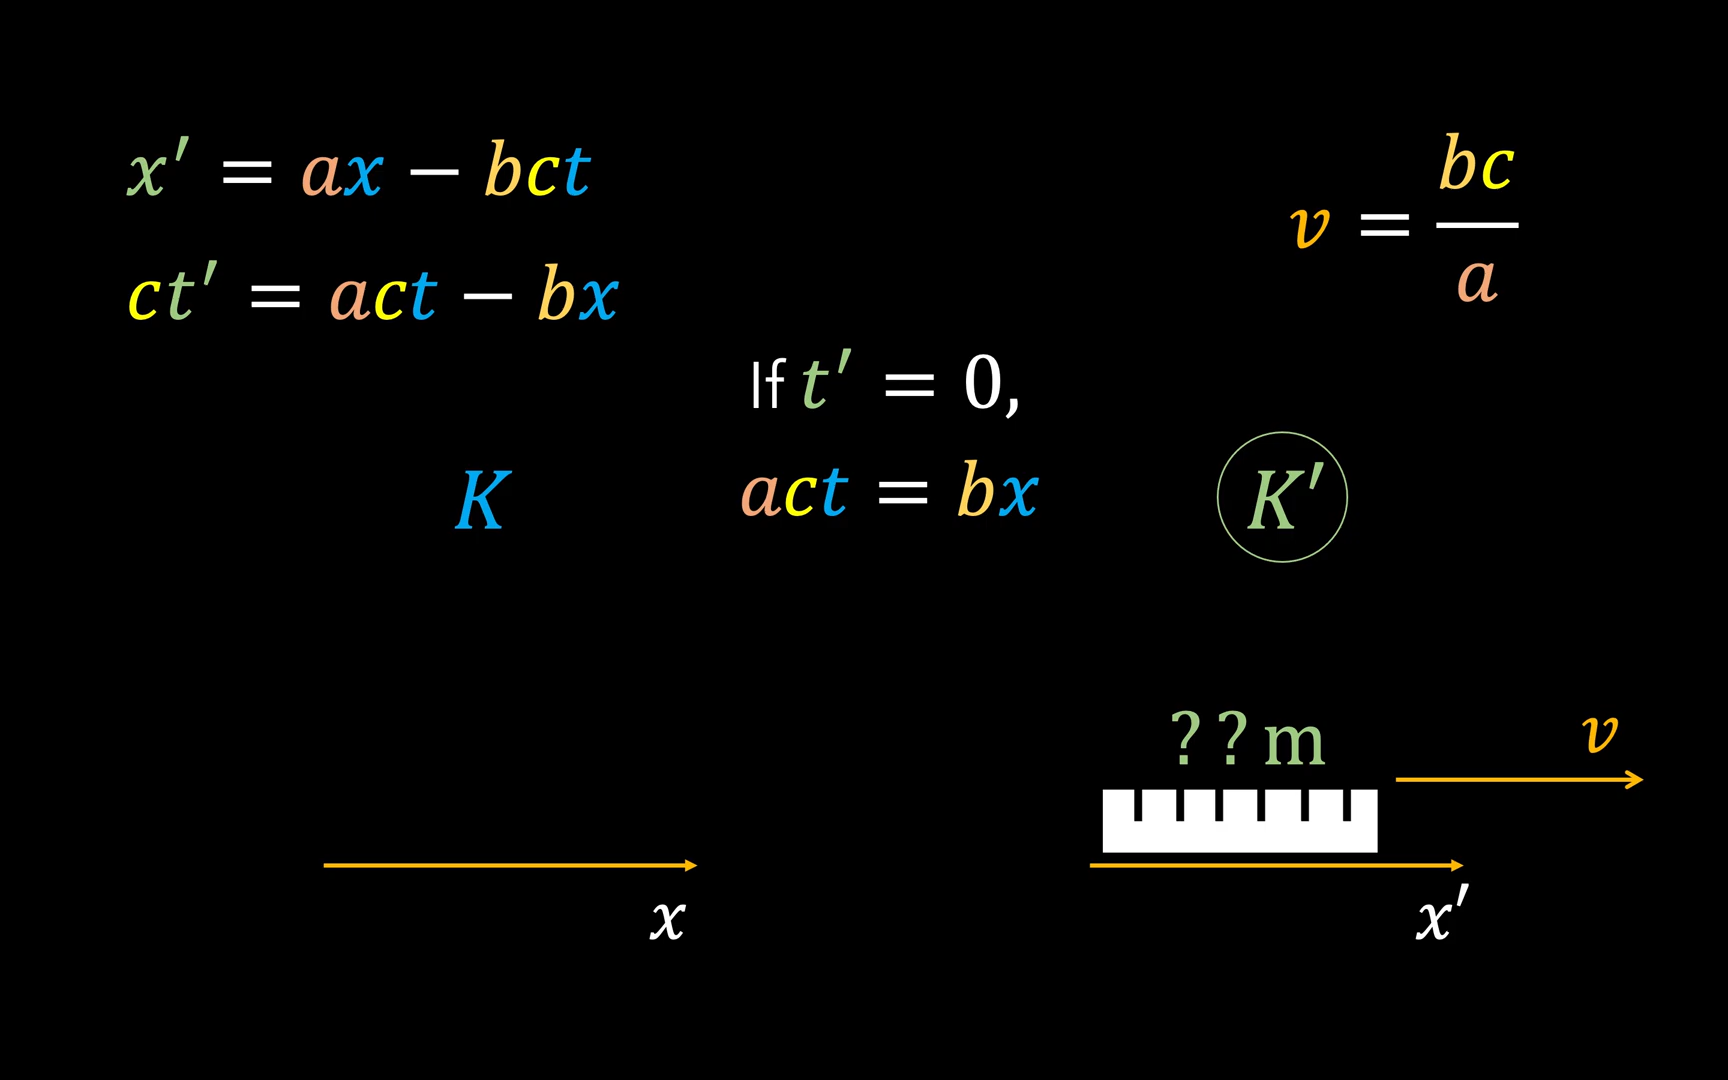 x′ = ax − bct
ct′ = act − bx
v = bc/a
If t′ = 0,
act = bx
K
K′
??m
v
x
x′